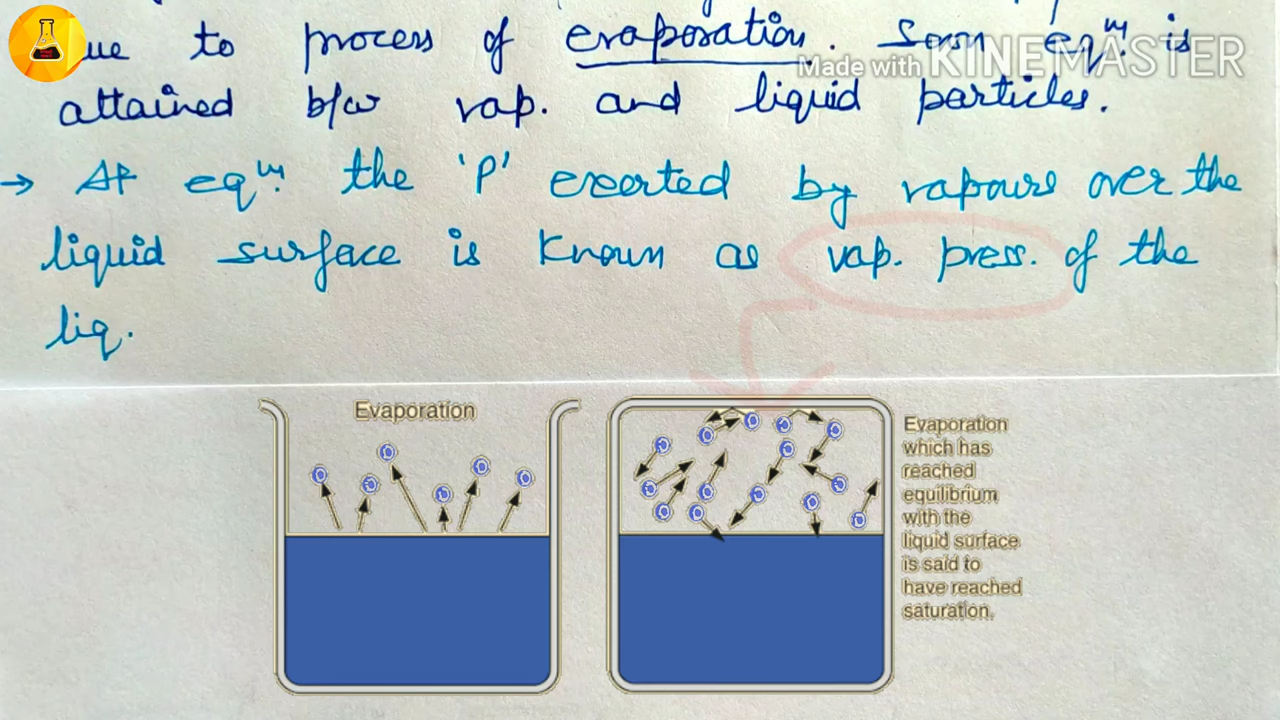 ue to process of evaporation. Soon eqᵐ. is
Made with KINEMASTER
attained b/w vap. and liquid particles.
→ At eqᵐ. the 'P' exerted by vapours over the
liquid surface is known as vap. press. of the
liq.
Evaporation
Evaporation
which has
reached
equilibrium
with the
liquid surface
is said to
have reached
saturation.